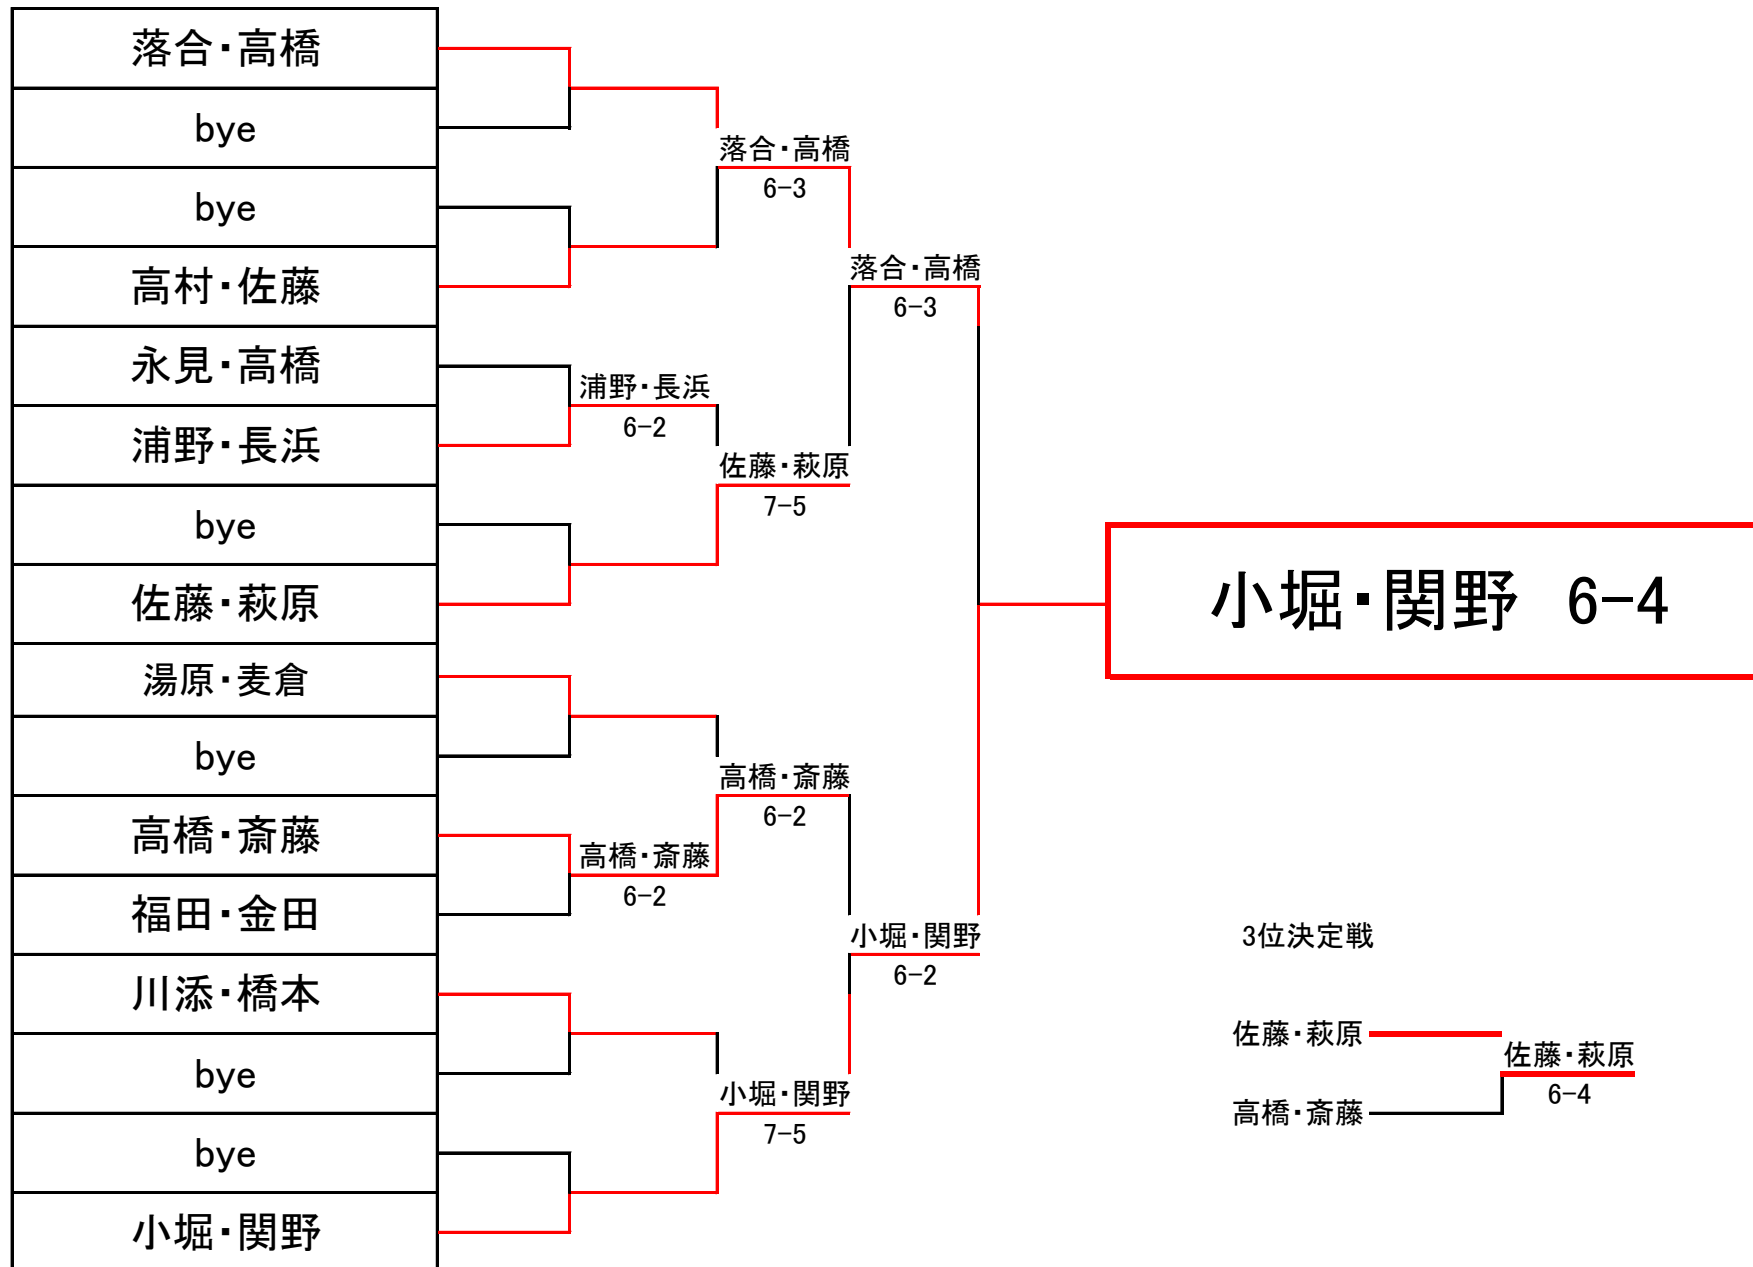 落合・高橋
bye
bye
高村・佐藤
永見・高橋
浦野・長浜
bye
佐藤・萩原
湯原・麦倉
bye
高橋・斎藤
福田・金田
川添・橋本
bye
bye
小堀・関野
浦野・長浜
6-2
高橋・斎藤
6-2
落合・高橋
6-3
佐藤・萩原
7-5
高橋・斎藤
6-2
小堀・関野
7-5
落合・高橋
6-3
小堀・関野
6-2
小堀・関野 6-4
3位決定戦
佐藤・萩原
高橋・斎藤
佐藤・萩原
6-4